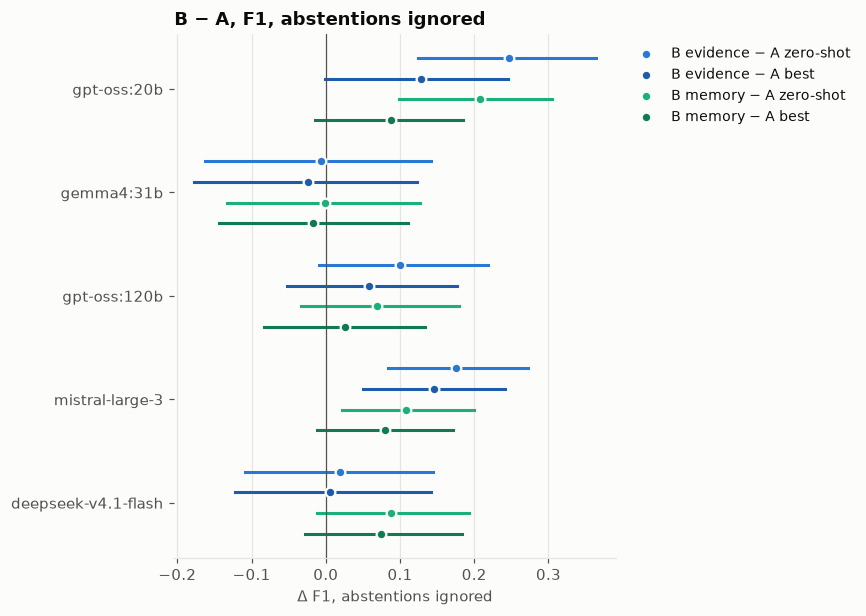 B − A, F1, abstentions ignored
B evidence − A zero-shot
B evidence − A best
B memory − A zero-shot
B memory − A best
gpt-oss:20b
gemma4:31b
gpt-oss:120b
mistral-large-3
deepseek-v4.1-flash
−0.2 −0.1 0.0 0.1 0.2 0.3
Δ F1, abstentions ignored